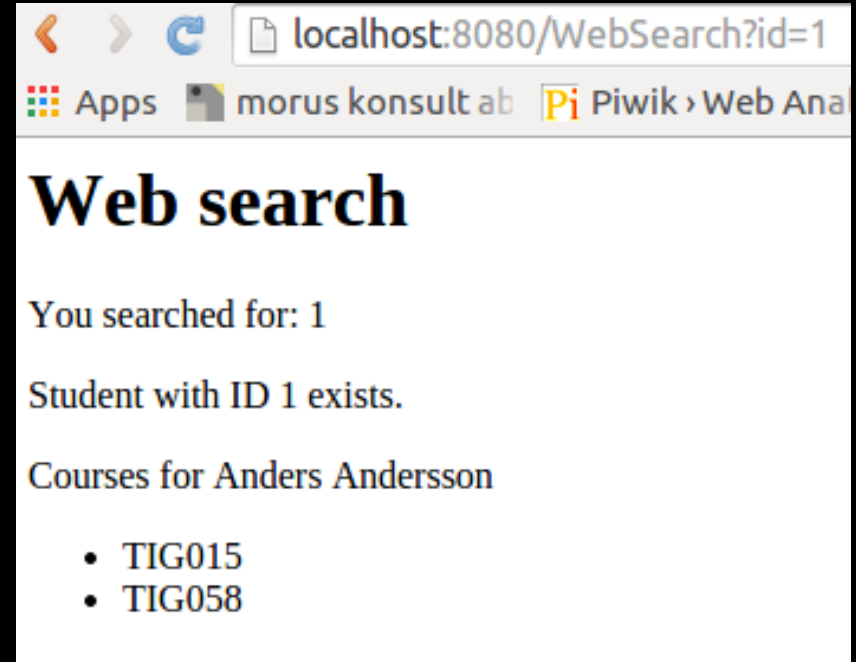 localhost:8080/WebSearch?id=1
Apps morus konsult ab Pi Piwik › Web Anal
Web search
You searched for: 1
Student with ID 1 exists.
Courses for Anders Andersson
• TIG015
• TIG058